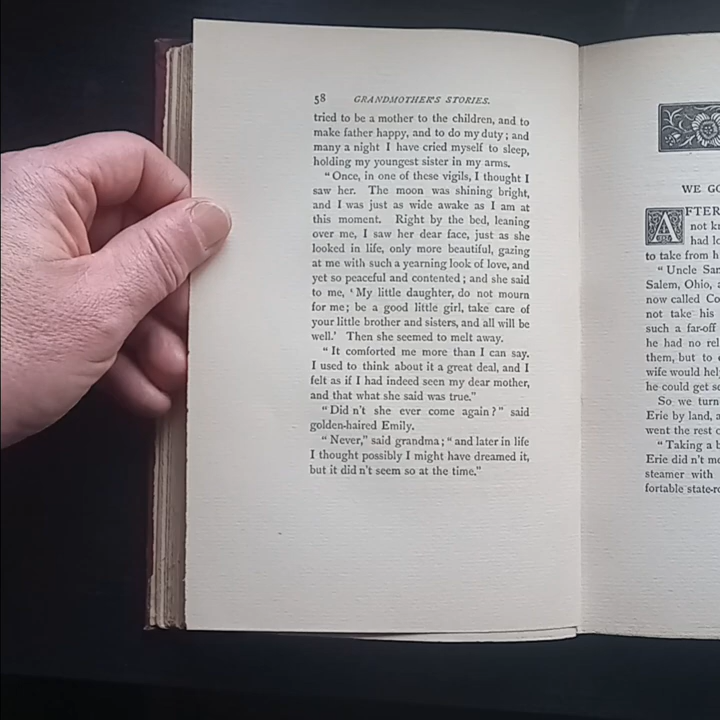 58 GRANDMOTHER'S STORIES.
tried to be a mother to the children, and to
make father happy, and to do my duty; and
many a night I have cried myself to sleep,
holding my youngest sister in my arms.
"Once, in one of these vigils, I thought I
saw her. The moon was shining bright,
and I was just as wide awake as I am at
this moment. Right by the bed, leaning
over me, I saw her dear face, just as she
looked in life, only more beautiful, gazing
at me with such a yearning look of love, and
yet so peaceful and contented; and she said
to me, 'My little daughter, do not mourn
for me; be a good little girl, take care of
your little brother and sisters, and all will be
well.' Then she seemed to melt away.
"It comforted me more than I can say.
I used to think about it a great deal, and I
felt as if I had indeed seen my dear mother,
and that what she said was true."
"Did n't she ever come again?" said
golden-haired Emily.
"Never," said grandma; "and later in life
I thought possibly I might have dreamed it,
but it did n't seem so at the time."
WE GO
AFTER
not
had
to take from
"Uncle
Salem, Ohio,
now called
not take his
such a far-off
he had no
them, but to
wife would
he could get
So we
Erie by land,
went the rest
"Taking a
Erie did n't
steamer with
fortable